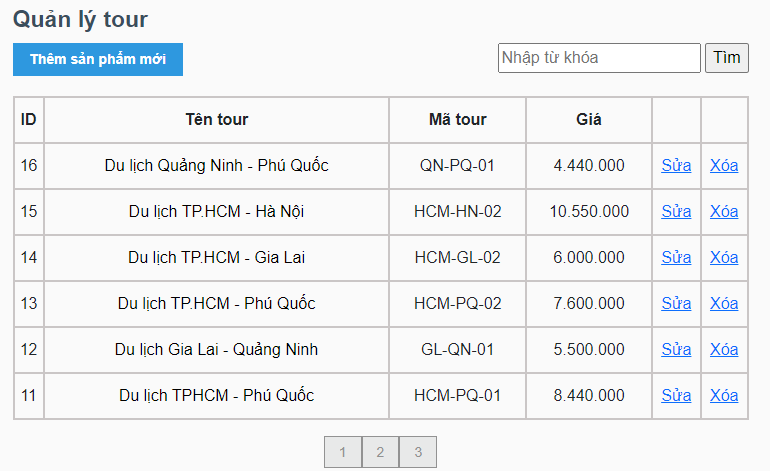 Quản lý tour
Thêm sản phẩm mới Nhập từ khóa Tìm
ID Tên tour Mã tour Giá
16 Du lịch Quảng Ninh - Phú Quốc QN-PQ-01 4.440.000 Sửa Xóa
15 Du lịch TP.HCM - Hà Nội HCM-HN-02 10.550.000 Sửa Xóa
14 Du lịch TP.HCM - Gia Lai HCM-GL-02 6.000.000 Sửa Xóa
13 Du lịch TP.HCM - Phú Quốc HCM-PQ-02 7.600.000 Sửa Xóa
12 Du lịch Gia Lai - Quảng Ninh GL-QN-01 5.500.000 Sửa Xóa
11 Du lịch TPHCM - Phú Quốc HCM-PQ-01 8.440.000 Sửa Xóa
1 2 3